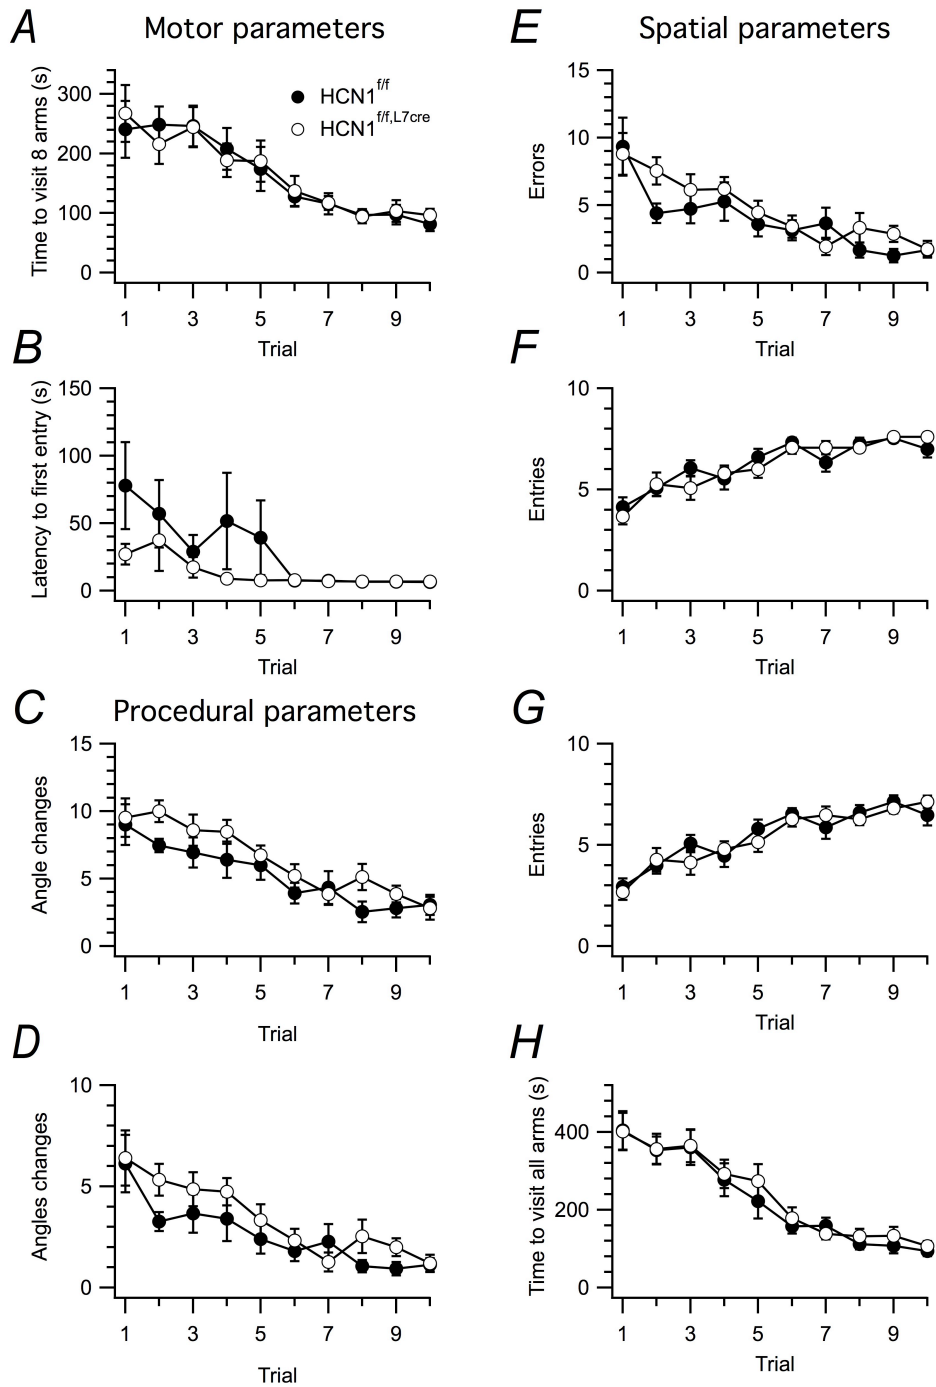 A
Motor parameters
Time to visit 8 arms (s)
300
200
100
0
HCN1f/f
HCN1f/f,L7cre
1 3 5 7 9
Trial
B
Latency to first entry (s)
150
100
50
0
1 3 5 7 9
Trial
C
Procedural parameters
Angle changes
15
10
5
0
1 3 5 7 9
Trial
D
Angles changes
10
5
0
1 3 5 7 9
Trial
E
Spatial parameters
Errors
15
10
5
0
1 3 5 7 9
Trial
F
Entries
10
5
0
1 3 5 7 9
Trial
G
Entries
10
5
0
1 3 5 7 9
Trial
H
Time to visit all arms (s)
400
200
0
1 3 5 7 9
Trial